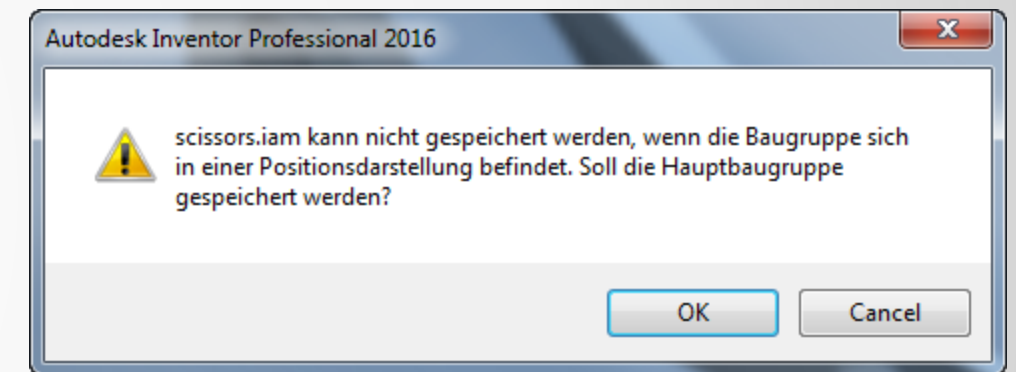 Autodesk Inventor Professional 2016
scissors.iam kann nicht gespeichert werden, wenn die Baugruppe sich
in einer Positionsdarstellung befindet. Soll die Hauptbaugruppe
gespeichert werden?
OK
Cancel